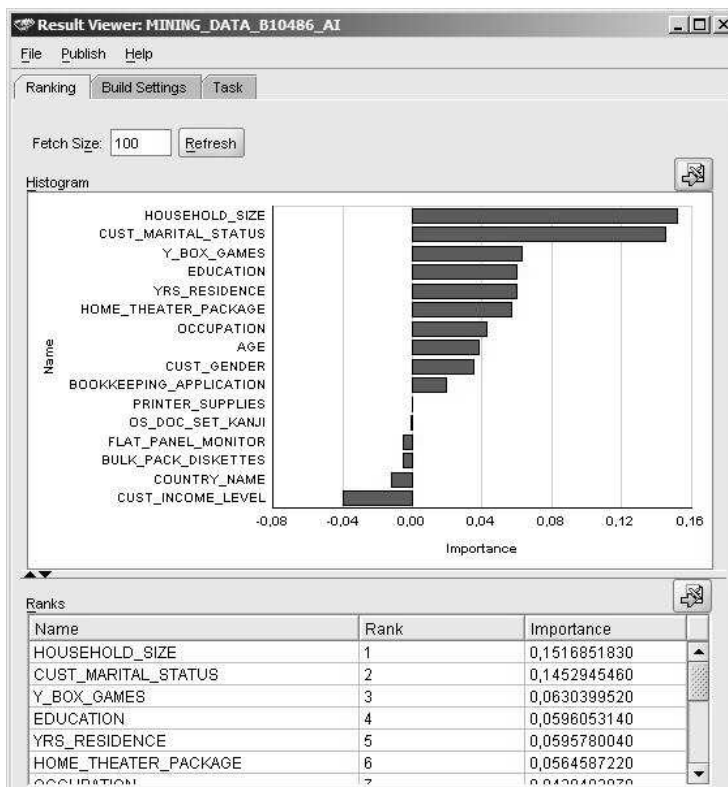 Result Viewer: MINING_DATA_B10486_AI
File Publish Help
Ranking Build Settings Task
Fetch Size: 100 Refresh
Histogram
Name
HOUSEHOLD_SIZE
CUST_MARITAL_STATUS
Y_BOX_GAMES
EDUCATION
YRS_RESIDENCE
HOME_THEATER_PACKAGE
OCCUPATION
AGE
CUST_GENDER
BOOKKEEPING_APPLICATION
PRINTER_SUPPLIES
OS_DOC_SET_KANJI
FLAT_PANEL_MONITOR
BULK_PACK_DISKETTES
COUNTRY_NAME
CUST_INCOME_LEVEL
-0,08 -0,04 0,00 0,04 0,08 0,12 0,16
Importance
Ranks
Name Rank Importance
HOUSEHOLD_SIZE 1 0,1516851830
CUST_MARITAL_STATUS 2 0,1452945460
Y_BOX_GAMES 3 0,0630399520
EDUCATION 4 0,0596053140
YRS_RESIDENCE 5 0,0595780040
HOME_THEATER_PACKAGE 6 0,0564587220
OCCUPATION 7